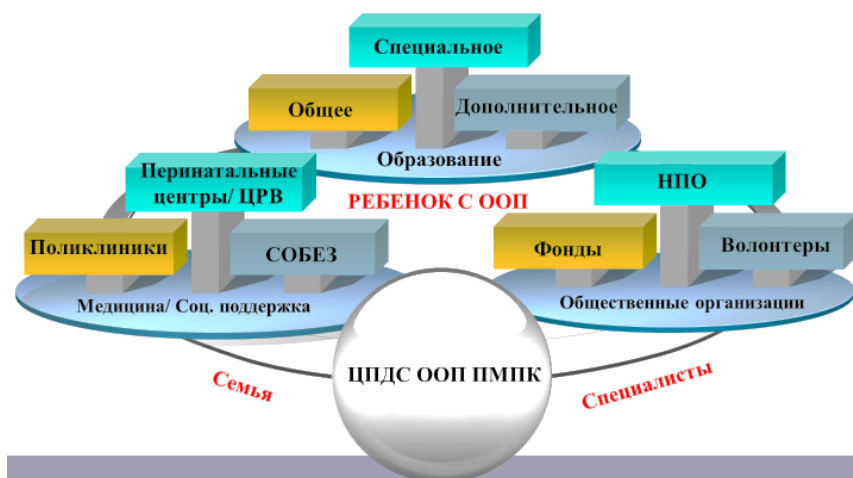 Специальное
Общее
Дополнительное
Образование
Перинатальные
центры/ ЦРВ
РЕБЕНОК С ООП
НПО
Поликлиники
СОБЕЗ
Фонды
Волонтеры
Медицина/ Соц. поддержка
Общественные организации
ЦПДС ООП ПМПК
Семья
Специалисты